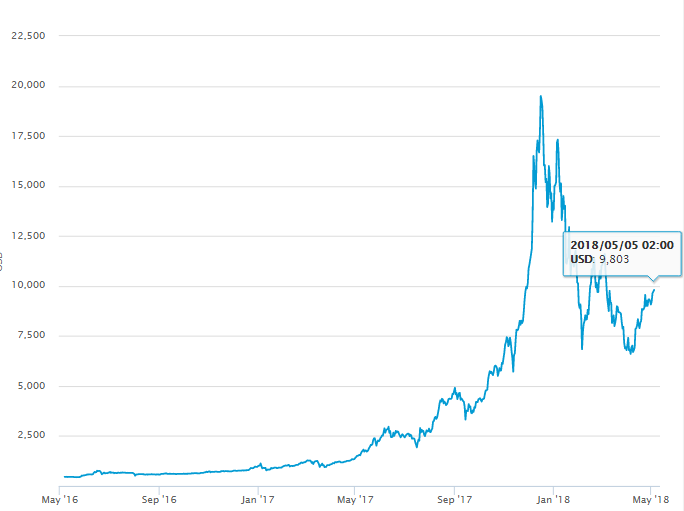 22,500
20,000
17,500
15,000
12,500
10,000
7,500
5,000
2,500
2018/05/05 02:00
USD: 9,803
May '16
Sep '16
Jan '17
May '17
Sep '17
Jan '18
May '18